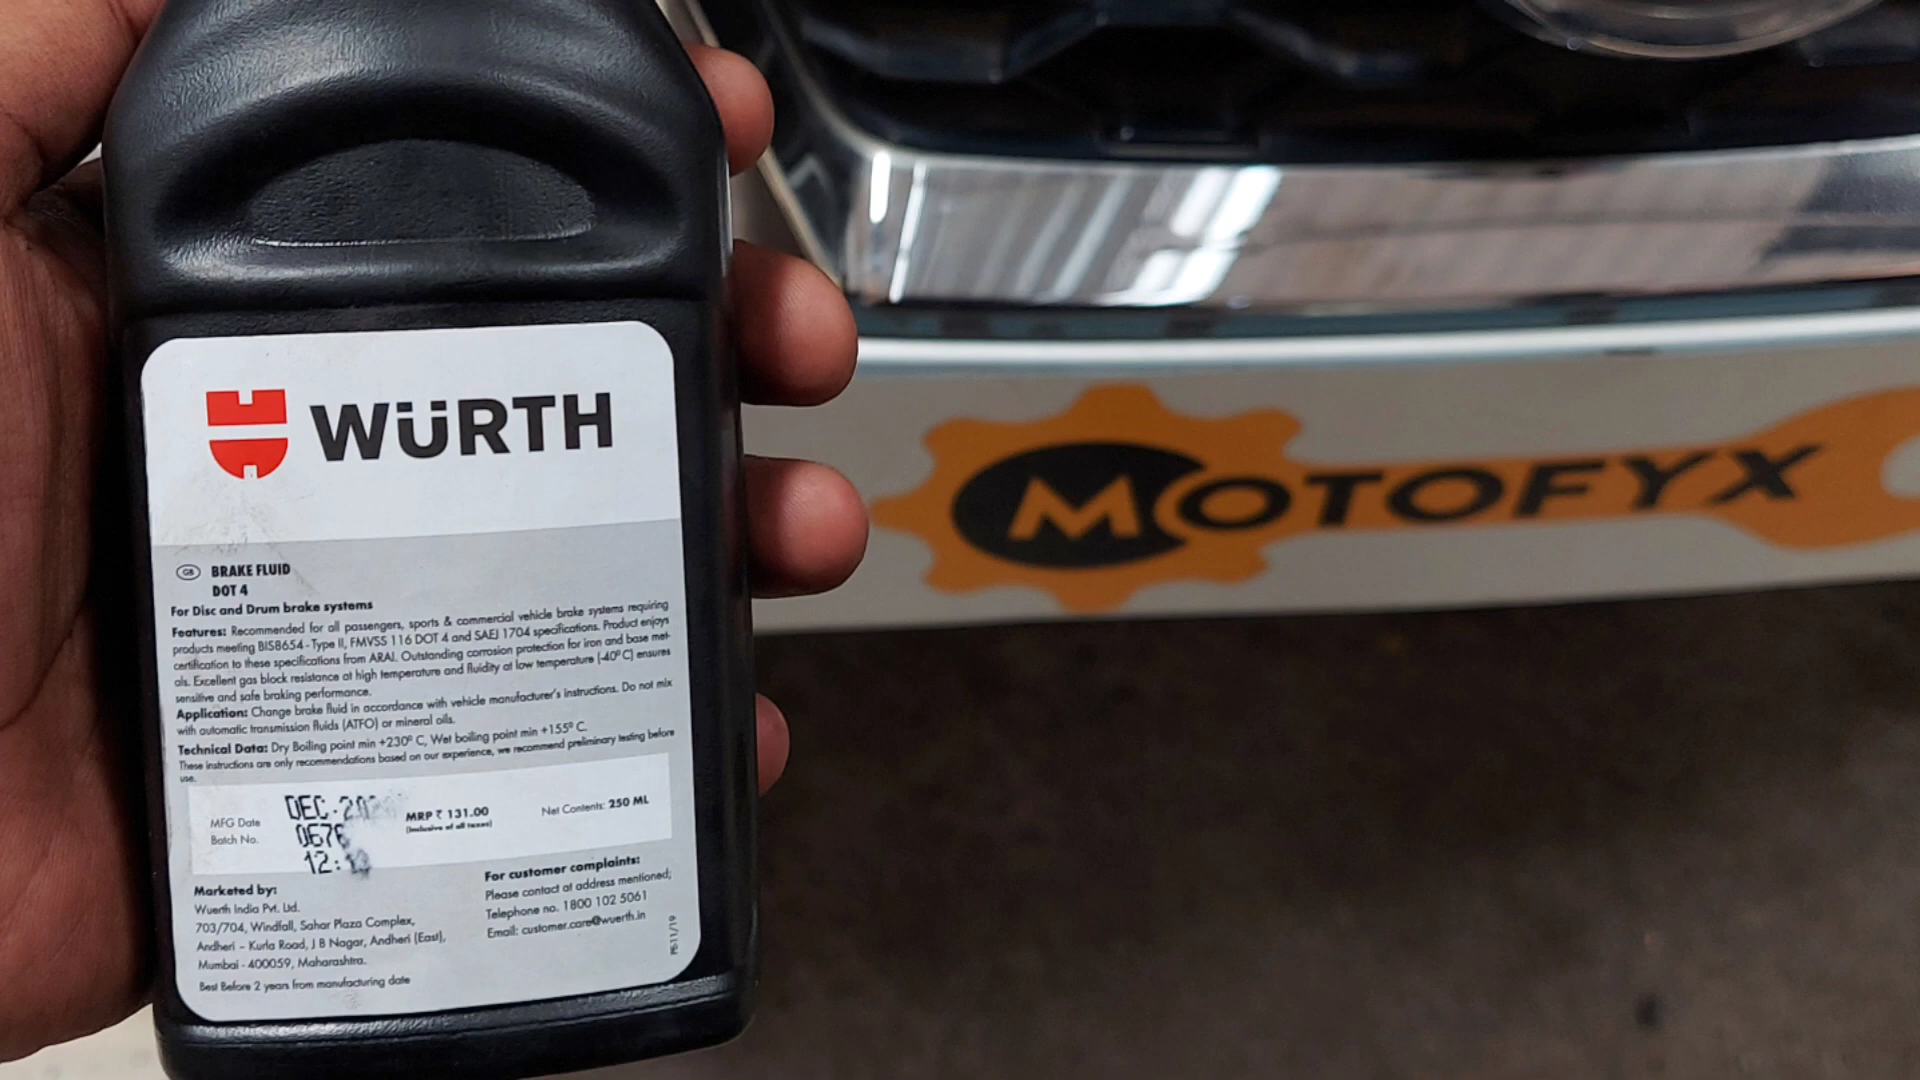 WÜRTH
GB BRAKE FLUID
DOT 4
For Disc and Drum brake systems
Features: Recommended for all passengers, sports & commercial vehicle brake systems requiring
products meeting BIS8654 - Type II, FMVSS 116 DOT 4 and SAEJ 1704 specifications. Product enjoys
certification to these specifications from ARAI. Outstanding corrosion protection for iron and base met-
als. Excellent gas block resistance at high temperature and fluidity at low temperature (-40⁰ C) ensures
sensitive and safe braking performance.
Application: Change brake fluid in accordance with vehicle manufacturer's instructions. Do not mix
with automatic transmission fluids (ATFO) or mineral oils.
Technical Data: Dry Boiling point min +230⁰ C, Wet boiling point min +155⁰ C.
These instructions are only recommendations based on our experience, we recommend preliminary testing before
use.
MFG Date DEC-
MRP ₹ 131.00
(Inclusive of all taxes)
Net Contents: 250 ML
Batch No.
Marketed by:
Wuerth India Pvt. Ltd.
703/704, Windfall, Sahar Plaza Complex,
Andheri – Kurla Road, J B Nagar, Andheri (East),
Mumbai - 400059, Maharashtra.
Best Before 2 years from manufacturing date
For customer complaints:
Please contact at address mentioned;
Telephone no. 1800 102 5061
Email: customer.care@wuerth.in
MOTOFYX